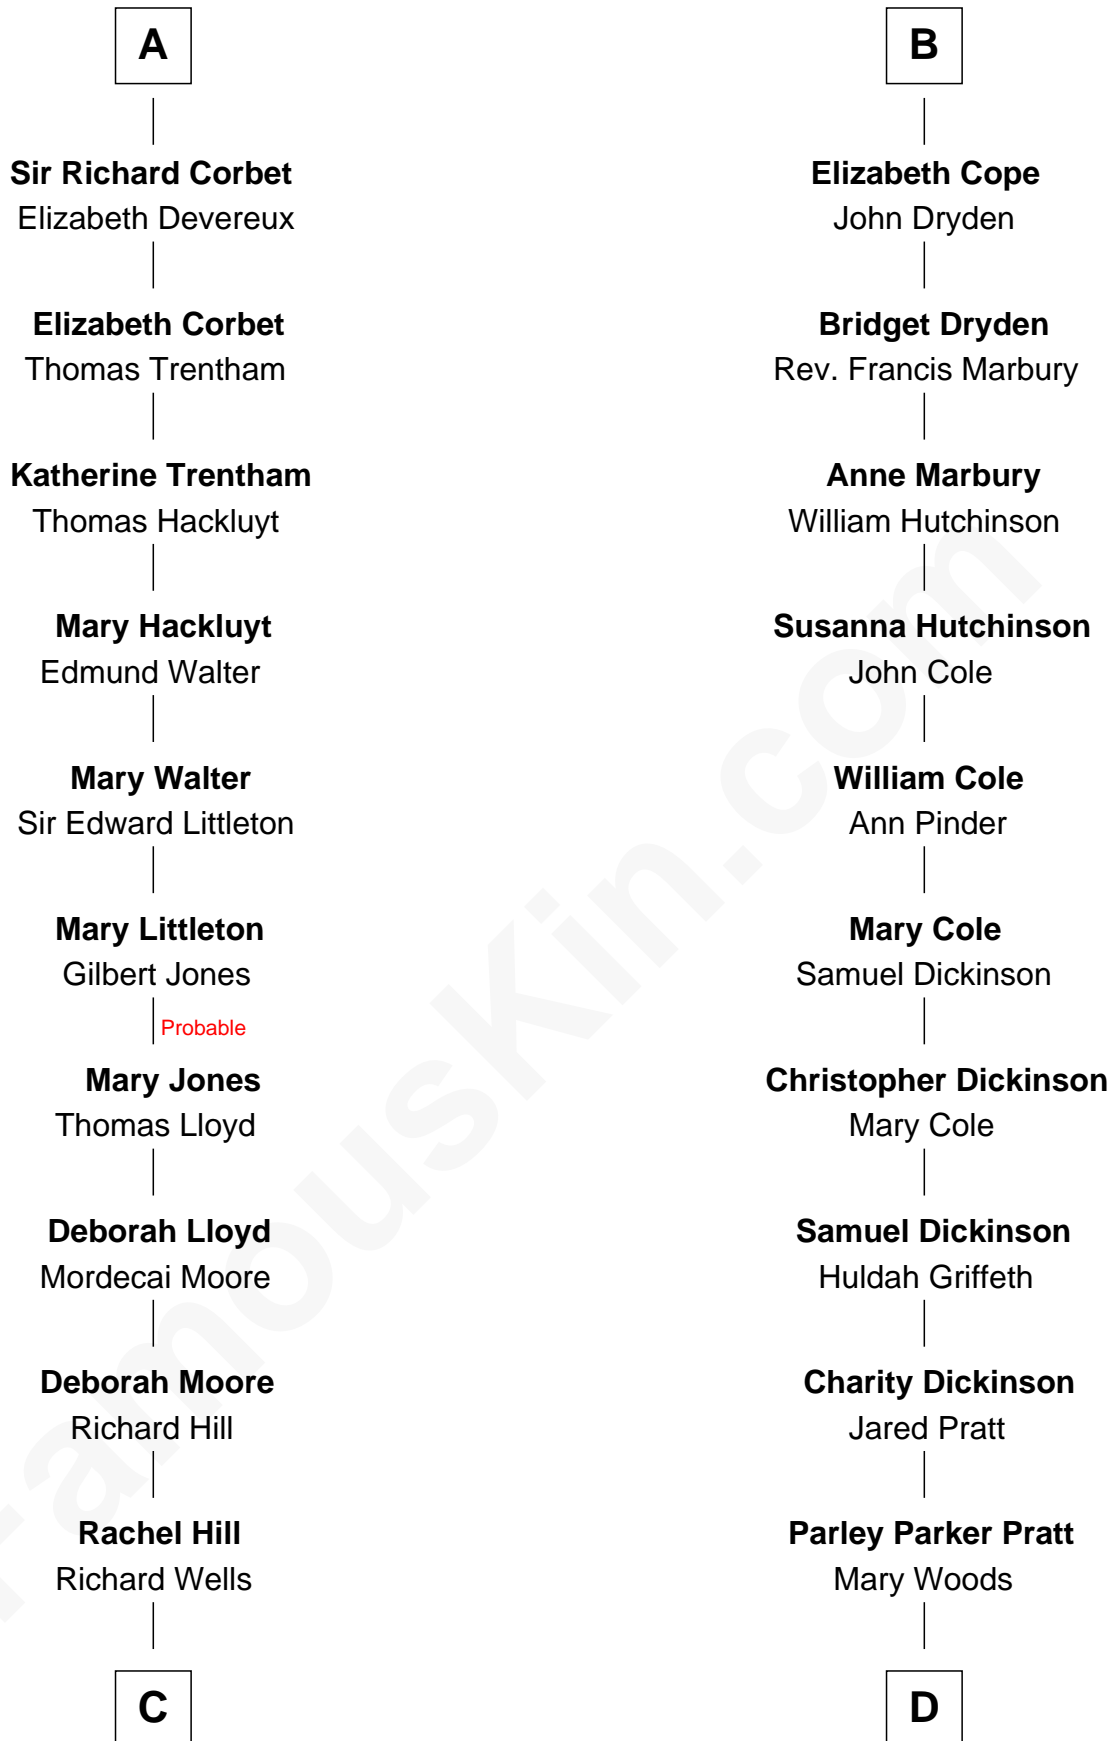 A
Sir Richard Corbet
Elizabeth Devereux
Elizabeth Corbet
Thomas Trentham
Katherine Trentham
Thomas Hackluyt
Mary Hackluyt
Edmund Walter
Mary Walter
Sir Edward Littleton
Mary Littleton
Gilbert Jones
Probable
Mary Jones
Thomas Lloyd
Deborah Lloyd
Mordecai Moore
Deborah Moore
Richard Hill
Rachel Hill
Richard Wells
C
B
Elizabeth Cope
John Dryden
Bridget Dryden
Rev. Francis Marbury
Anne Marbury
William Hutchinson
Susanna Hutchinson
John Cole
William Cole
Ann Pinder
Mary Cole
Samuel Dickinson
Christopher Dickinson
Mary Cole
Samuel Dickinson
Huldah Griffeth
Charity Dickinson
Jared Pratt
Parley Parker Pratt
Mary Woods
D
FamousKin.com